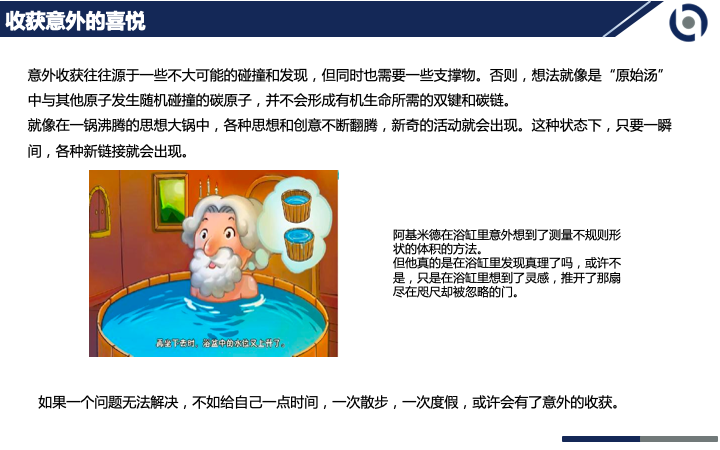 收获意外的喜悦
意外收获往往源于一些不大可能的碰撞和发现，但同时也需要一些支撑物。否则，想法就像是“原始汤”
中与其他原子发生随机碰撞的碳原子，并不会形成有机生命所需的双键和碳链。
就像在一锅沸腾的思想大锅中，各种思想和创意不断翻腾，新奇的活动就会出现。这种状态下，只要一瞬
间，各种新链接就会出现。
阿基米德在浴缸里意外想到了测量不规则形
状的体积的方法。
但他真的是在浴缸里发现真理了吗，或许不
是，只是在浴缸里想到了灵感，推开了那扇
尽在咫尺却被忽略的门。
再坐下去时，浴盆中的水位又上升了。
如果一个问题无法解决，不如给自己一点时间，一次散步，一次度假，或许会有了意外的收获。